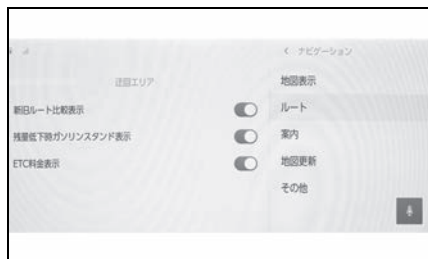 < ナビゲーション
迂回エリア
地図表示
新旧ルート比較表示
ルート
残量低下時ガソリンスタンド表示
案内
ETC料金表示
地図更新
その他